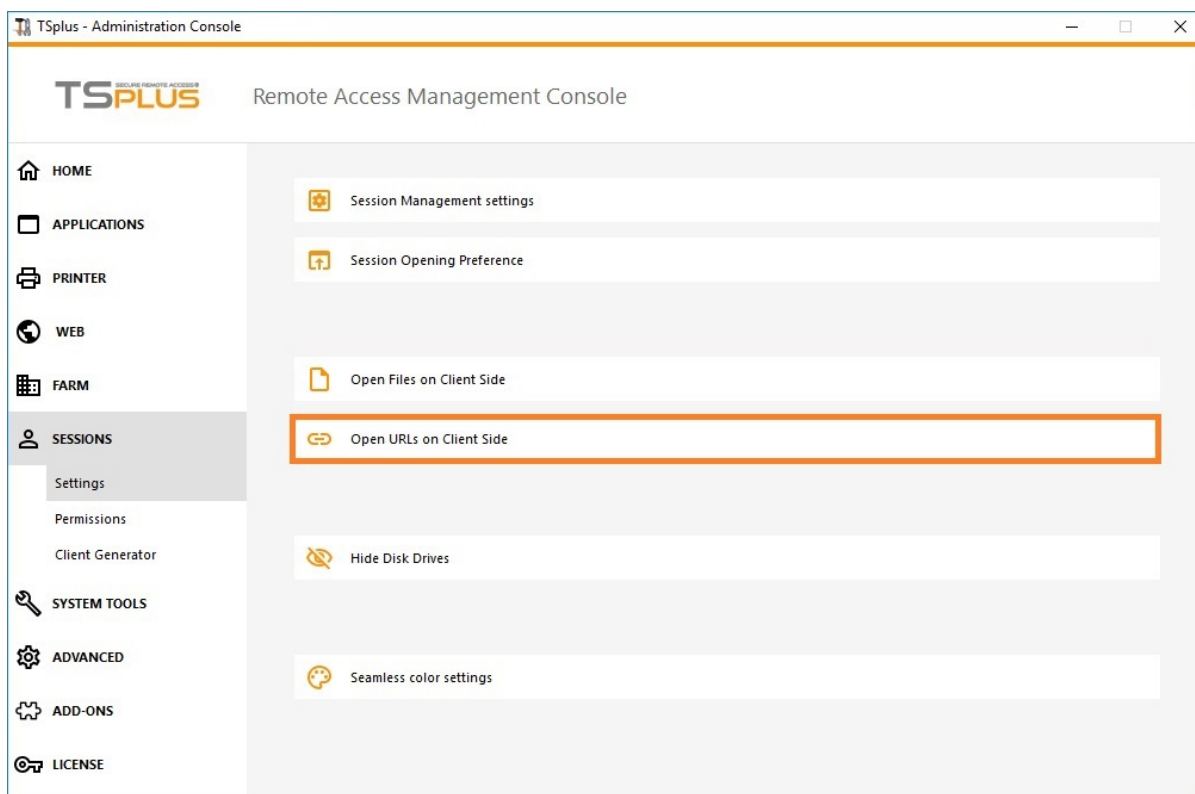 TSplus - Administration Console
TSPLUS
SECURE REMOTE ACCESS®
Remote Access Management Console
HOME
APPLICATIONS
PRINTER
WEB
FARM
SESSIONS
Settings
Permissions
Client Generator
SYSTEM TOOLS
ADVANCED
ADD-ONS
LICENSE
Session Management settings
Session Opening Preference
Open Files on Client Side
Open URLs on Client Side
Hide Disk Drives
Seamless color settings